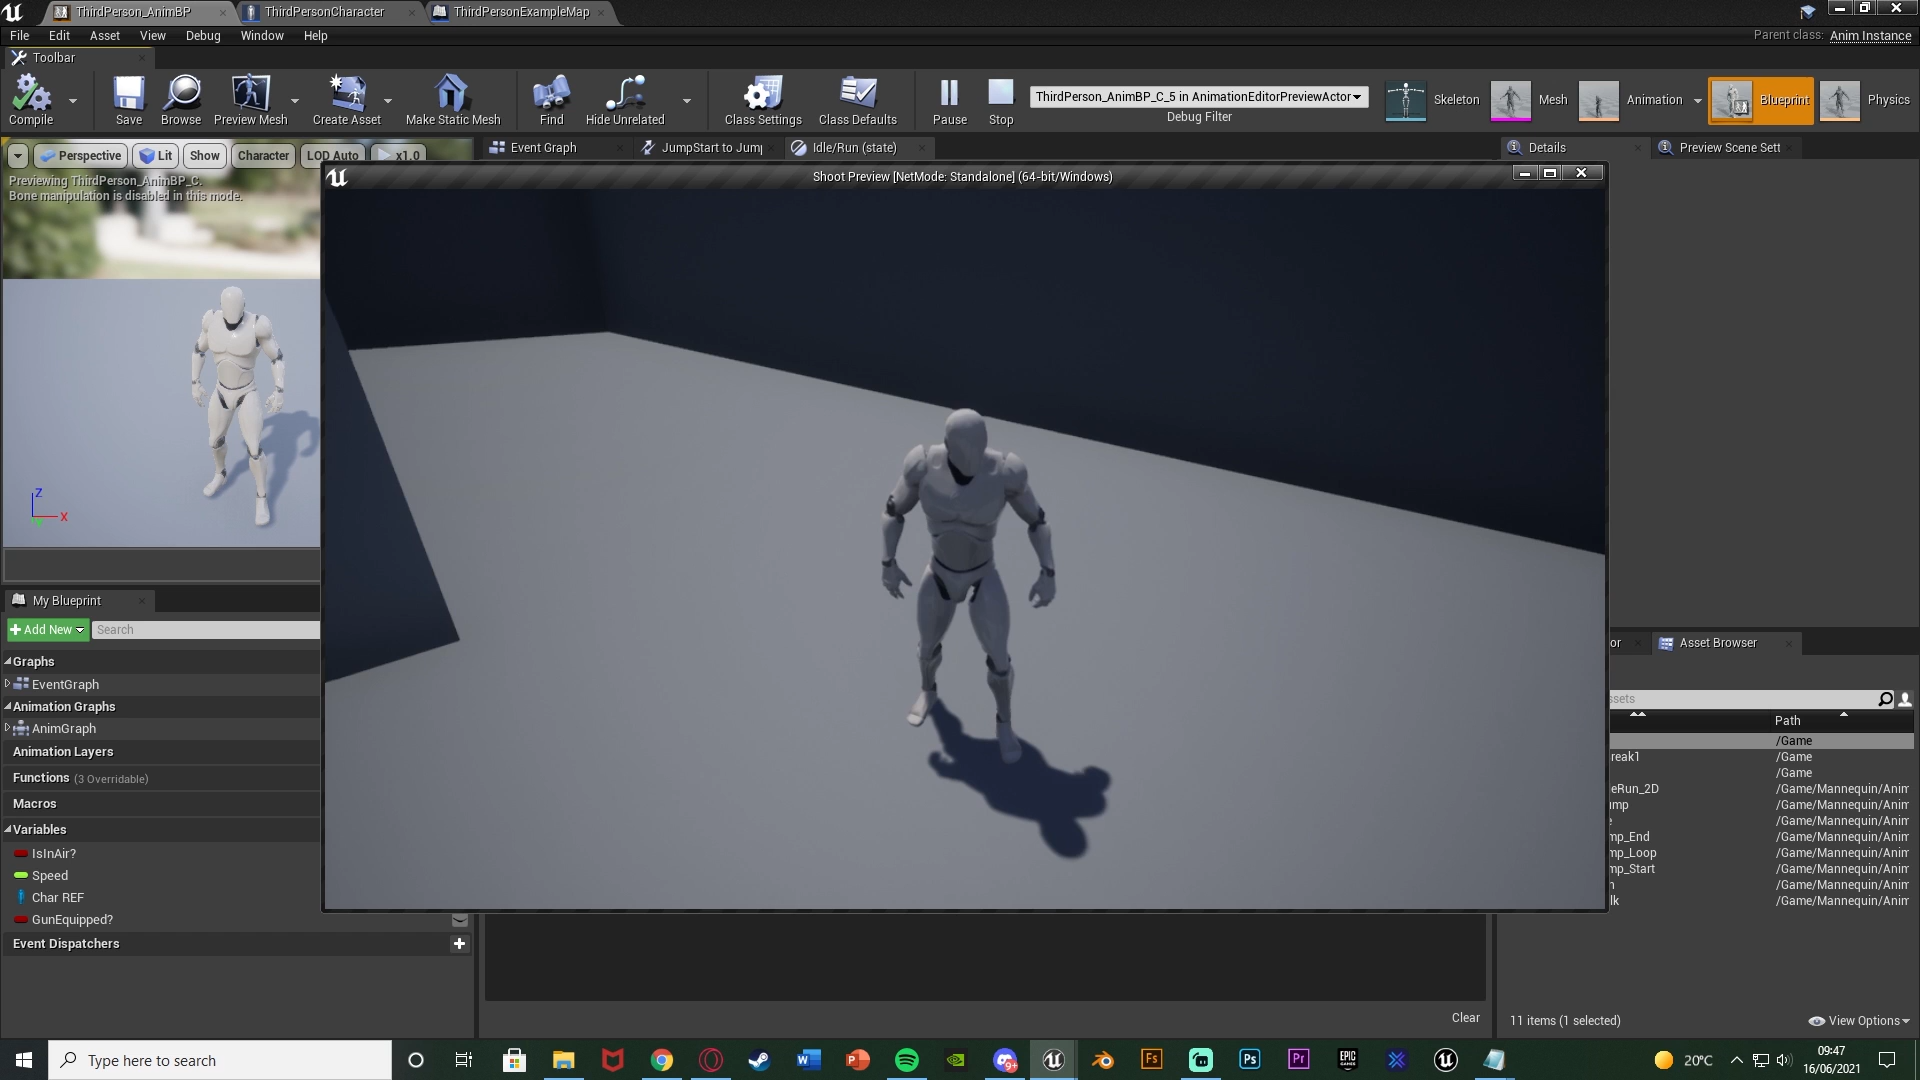 ThirdPerson_AnimBP
ThirdPersonCharacter
ThirdPersonExampleMap
File Edit Asset View Debug Window Help
Parent class: Anim Instance
Toolbar
Compile
Save
Browse
Preview Mesh
Create Asset
Make Static Mesh
Find
Hide Unrelated
Class Settings
Class Defaults
Pause
Stop
ThirdPerson_AnimBP_C_5 in AnimationEditorPreviewActor
Debug Filter
Skeleton
Mesh
Animation
Blueprint
Physics
Perspective
Lit
Show
Character
LOD Auto
x1.0
Event Graph
JumpStart to Jump
Idle/Run (state)
Details
Preview Scene Sett
Previewing ThirdPerson_AnimBP_C.
Bone manipulation is disabled in this mode.
Shoot Preview [NetMode: Standalone] (64-bit/Windows)
Z
X
My Blueprint
Add New
Search
Graphs
EventGraph
Animation Graphs
AnimGraph
Animation Layers
Functions (3 Overridable)
Macros
Variables
IsInAir?
Speed
Char REF
GunEquipped?
Event Dispatchers
or
Asset Browser
ssets
Path
/Game
reak1 /Game
/Game
eRun_2D /Game/Mannequin/Anim
ump /Game/Mannequin/Anim
e /Game/Mannequin/Anim
mp_End /Game/Mannequin/Anim
mp_Loop /Game/Mannequin/Anim
mp_Start /Game/Mannequin/Anim
n /Game/Mannequin/Anim
lk /Game/Mannequin/Anim
Clear
11 items (1 selected)
View Options
Type here to search
9+
W
P
Fs
Ps
Pr
EPIC
GAMES
20°C
09:47
16/06/2021